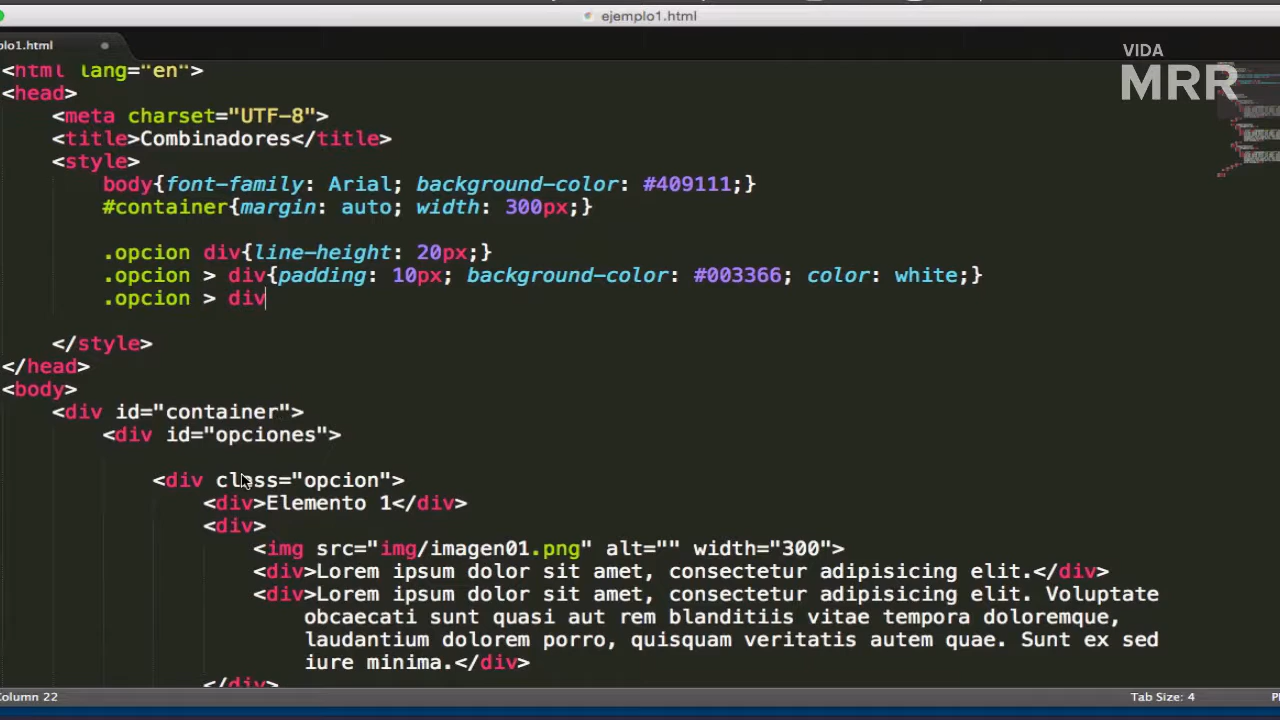 ejemplo1.html
plo1.html
VIDA
MRR
<html lang="en">
<head>
<meta charset="UTF-8">
<title>Combinadores</title>
<style>
body{font-family: Arial; background-color: #409111;}
#container{margin: auto; width: 300px;}
.opcion div{line-height: 20px;}
.opcion > div{padding: 10px; background-color: #003366; color: white;}
.opcion > div
</style>
</head>
<body>
<div id="container">
<div id="opciones">
<div class="opcion">
<div>Elemento 1</div>
<div>
<img src="img/imagen01.png" alt="" width="300">
<div>Lorem ipsum dolor sit amet, consectetur adipisicing elit.</div>
<div>Lorem ipsum dolor sit amet, consectetur adipisicing elit. Voluptate
obcaecati sunt quasi aut rem blanditiis vitae tempora doloremque,
laudantium dolorem porro, quisquam veritatis autem quae. Sunt ex sed
iure minima.</div>
</div>
Column 22
Tab Size: 4